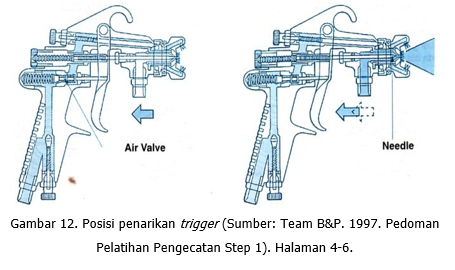 Air Valve
Needle
Gambar 12. Posisi penarikan trigger (Sumber: Team B&P. 1997. Pedoman
Pelatihan Pengecatan Step 1). Halaman 4-6.